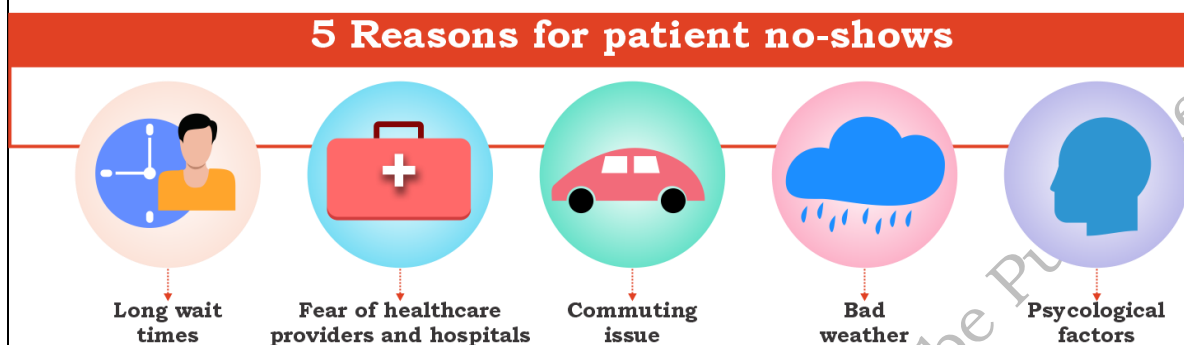 5 Reasons for patient no-shows
Long wait
times
Fear of healthcare
providers and hospitals
Commuting
issue
Bad
weather
Psycological
factors
be